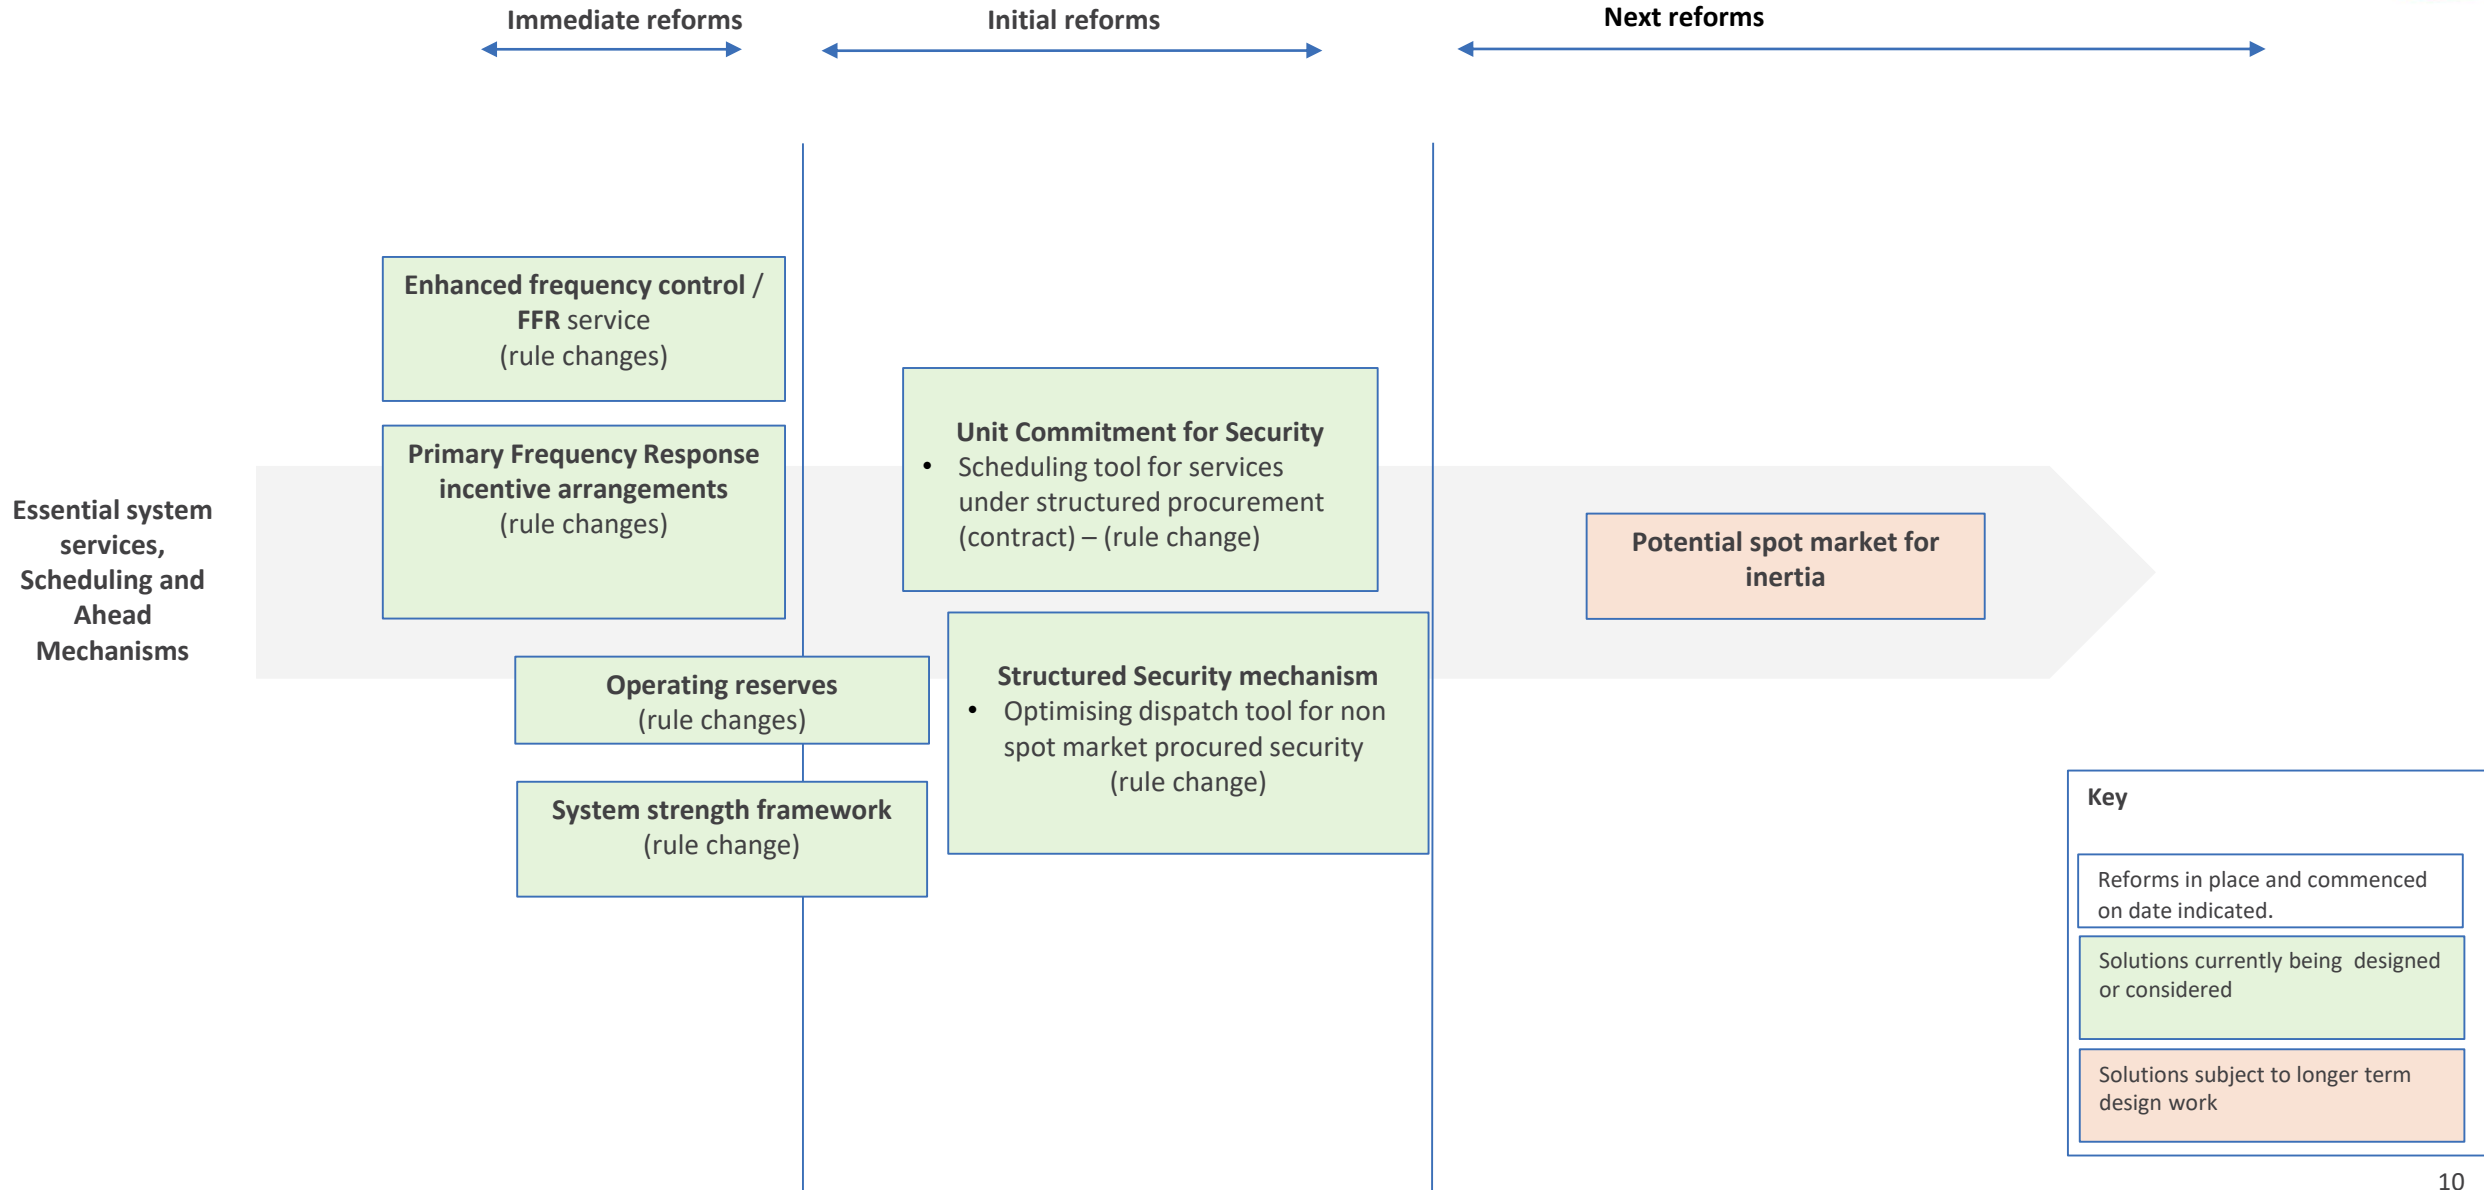 Immediate reforms
Initial reforms
Next reforms
Enhanced frequency control /
FFR service
(rule changes)
Primary Frequency Response
incentive arrangements
(rule changes)
Essential system
services,
Scheduling and
Ahead
Mechanisms
Operating reserves
(rule changes)
System strength framework
(rule change)
Unit Commitment for Security
• Scheduling tool for services
under structured procurement
(contract) – (rule change)
Structured Security mechanism
• Optimising dispatch tool for non
spot market procured security
(rule change)
Potential spot market for
inertia
Key
Reforms in place and commenced
on date indicated.
Solutions currently being designed
or considered
Solutions subject to longer term
design work
10